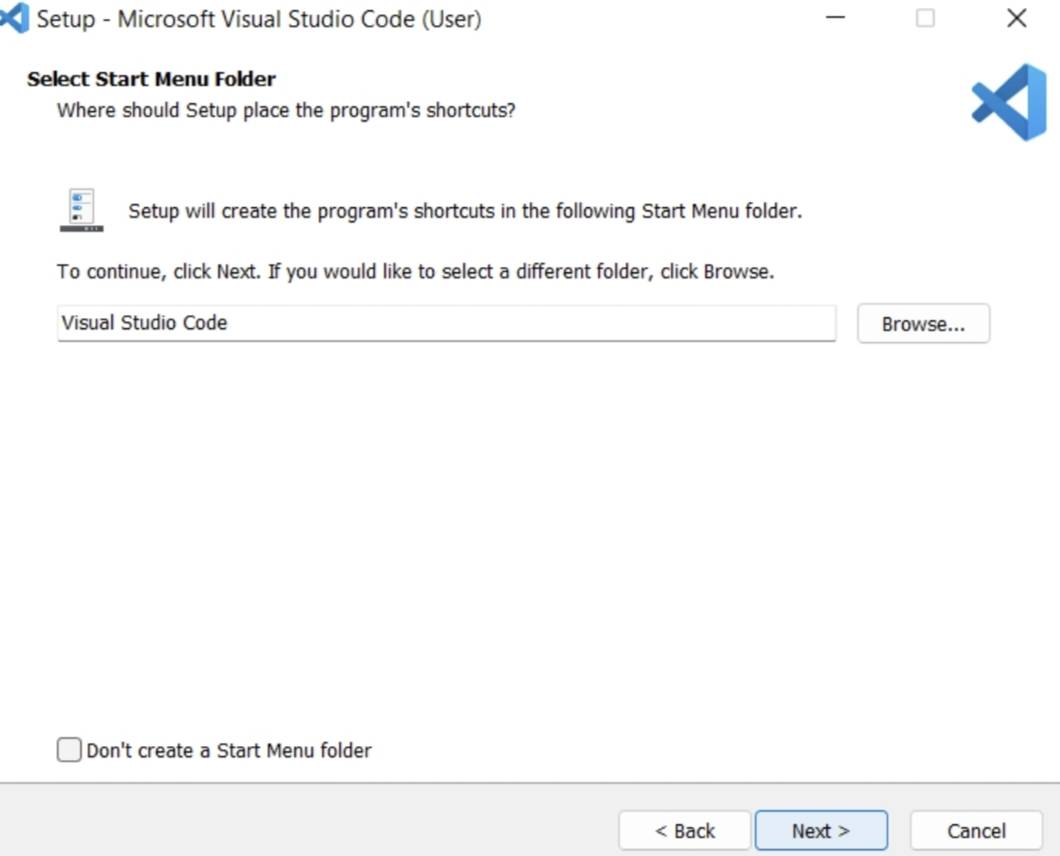 Setup - Microsoft Visual Studio Code (User)
Select Start Menu Folder
Where should Setup place the program's shortcuts?
Setup will create the program's shortcuts in the following Start Menu folder.
To continue, click Next. If you would like to select a different folder, click Browse.
Visual Studio Code
Browse...
Don't create a Start Menu folder
< Back
Next >
Cancel